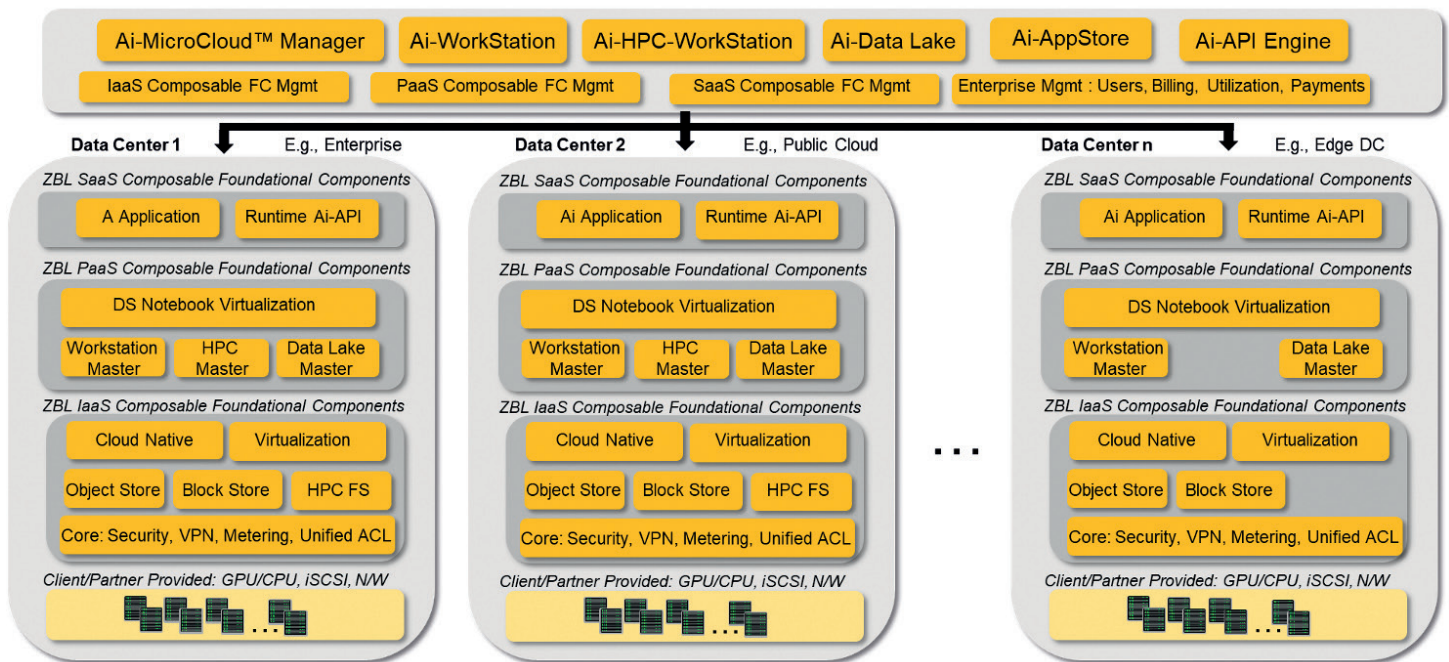 Ai-MicroCloud™ Manager
Ai-WorkStation
Ai-HPC-WorkStation
Ai-Data Lake
Ai-AppStore
Ai-API Engine
IaaS Composable FC Mgmt
PaaS Composable FC Mgmt
SaaS Composable FC Mgmt
Enterprise Mgmt : Users, Billing, Utilization, Payments
Data Center 1
E.g., Enterprise
ZBL SaaS Composable Foundational Components
A Application
Runtime Ai-API
ZBL PaaS Composable Foundational Components
DS Notebook Virtualization
Workstation
Master
HPC
Master
Data Lake
Master
ZBL IaaS Composable Foundational Components
Cloud Native
Virtualization
Object Store
Block Store
HPC FS
Core: Security, VPN, Metering, Unified ACL
Client/Partner Provided: GPU/CPU, iSCSI, N/W
...
Data Center 2
E.g., Public Cloud
ZBL SaaS Composable Foundational Components
Ai Application
Runtime Ai-API
ZBL PaaS Composable Foundational Components
DS Notebook Virtualization
Workstation
Master
HPC
Master
Data Lake
Master
ZBL IaaS Composable Foundational Components
Cloud Native
Virtualization
Object Store
Block Store
HPC FS
Core: Security, VPN, Metering, Unified ACL
Client/Partner Provided: GPU/CPU, iSCSI, N/W
...
...
Data Center n
E.g., Edge DC
ZBL SaaS Composable Foundational Components
Ai Application
Runtime Ai-API
ZBL PaaS Composable Foundational Components
DS Notebook Virtualization
Workstation
Master
Data Lake
Master
ZBL IaaS Composable Foundational Components
Cloud Native
Virtualization
Object Store
Block Store
Core: Security, VPN, Metering, Unified ACL
Client/Partner Provided: GPU/CPU, iSCSI, N/W
...